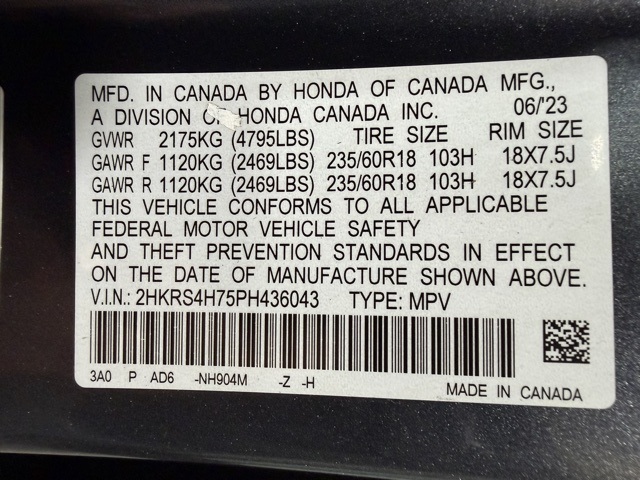 MFD. IN CANADA BY HONDA OF CANADA MFG.,
A DIVISION OF HONDA CANADA INC. 06/'23
GVWR 2175KG (4795LBS) TIRE SIZE RIM SIZE
GAWR F 1120KG (2469LBS) 235/60R18 103H 18X7.5J
GAWR R 1120KG (2469LBS) 235/60R18 103H 18X7.5J
THIS VEHICLE CONFORMS TO ALL APPLICABLE
FEDERAL MOTOR VEHICLE SAFETY
AND THEFT PREVENTION STANDARDS IN EFFECT
ON THE DATE OF MANUFACTURE SHOWN ABOVE.
V.I.N.: 2HKRS4H75PH436043 TYPE: MPV
3A0 P AD6 -NH904M -Z -H
MADE IN CANADA